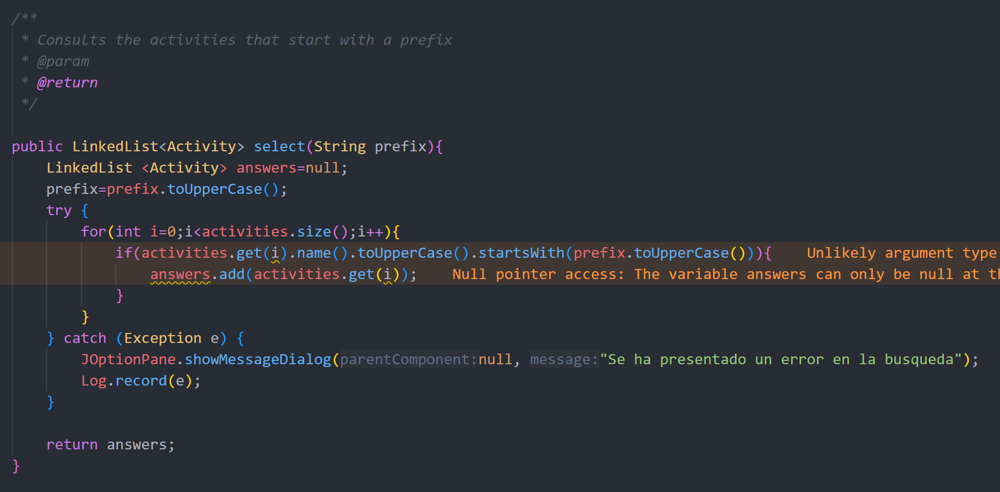 /**
* Consults the activities that start with a prefix
* @param
* @return
*/
public LinkedList<Activity> select(String prefix){
LinkedList <Activity> answers=null;
prefix=prefix.toUpperCase();
try {
for(int i=0;i<activities.size();i++){
if(activities.get(i).name().toUpperCase().startsWith(prefix.toUpperCase())){ Unlikely argument type
answers.add(activities.get(i)); Null pointer access: The variable answers can only be null at th
}
}
} catch (Exception e) {
JOptionPane.showMessageDialog(parentComponent:null, message:"Se ha presentado un error en la busqueda");
Log.record(e);
}
return answers;
}